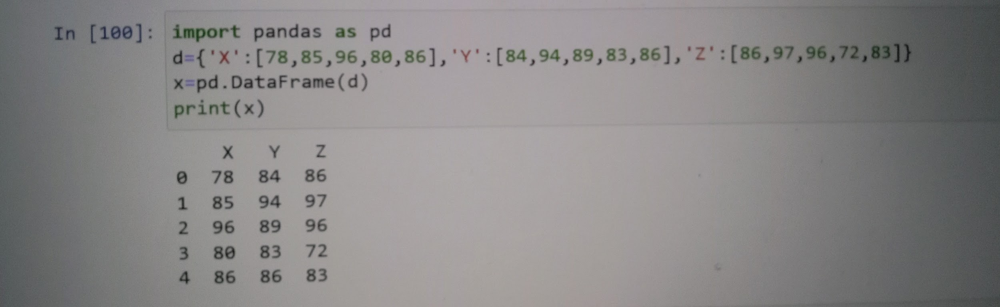 In [100]: import pandas as pd
d={'X':[78,85,96,80,86],'Y':[84,94,89,83,86],'Z':[86,97,96,72,83]}
x=pd.DataFrame(d)
print(x)
X Y Z
0 78 84 86
1 85 94 97
2 96 89 96
3 80 83 72
4 86 86 83